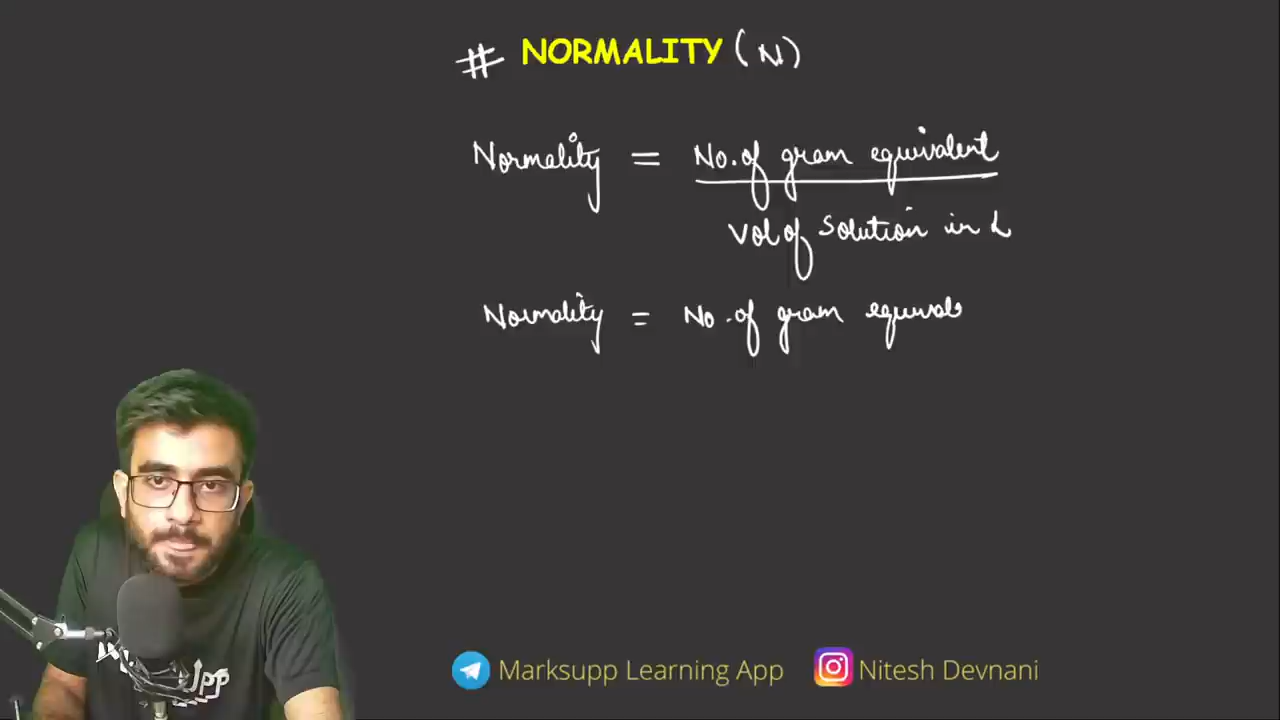 # NORMALITY (N)
Normality = No. of gram equivalent
Vol of solution in L
Normality = No. of gram equivale
Marksupp Learning App Nitesh Devnani